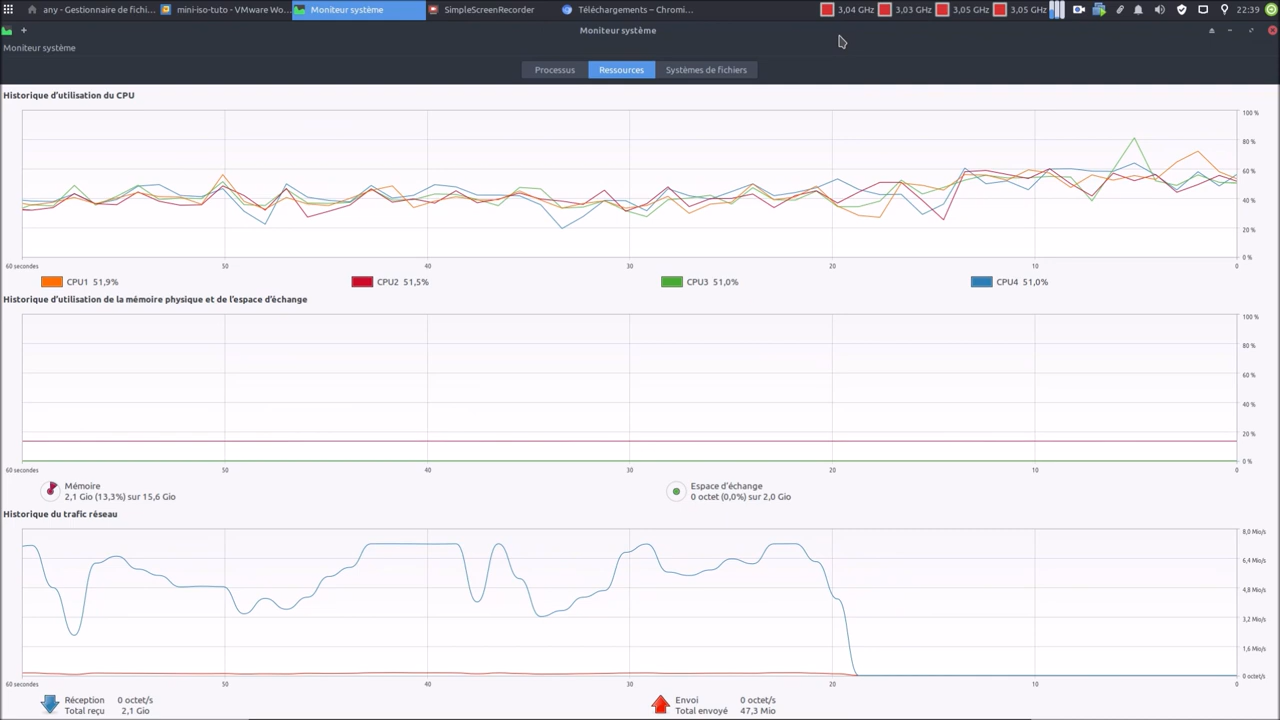 any - Gestionnaire de fichi... mini-iso-tuto - VMware Wo... Moniteur système SimpleScreenRecorder Téléchargements - Chromi... 3,04 GHz 3,03 GHz 3,05 GHz 3,05 GHz 22:39
Moniteur système
Moniteur système
Processus Ressources Systèmes de fichiers
Historique d'utilisation du CPU
100 %
80 %
60 %
40 %
20 %
0 %
60 secondes 50 40 30 20 10 0
CPU1 51,9% CPU2 51,5% CPU3 51,0% CPU4 51,0%
Historique d'utilisation de la mémoire physique et de l'espace d'échange
100 %
80 %
60 %
40 %
20 %
0 %
60 secondes 50 40 30 20 10 0
Mémoire Espace d'échange
2,1 Gio (13,3%) sur 15,6 Gio 0 octet (0,0%) sur 2,0 Gio
Historique du trafic réseau
8,0 Mio/s
6,4 Mio/s
4,8 Mio/s
3,2 Mio/s
1,6 Mio/s
0 octet/s
60 secondes 50 40 30 20 10 0
Réception 0 octet/s Envoi 0 octet/s
Total reçu 2,1 Gio Total envoyé 47,3 Mio